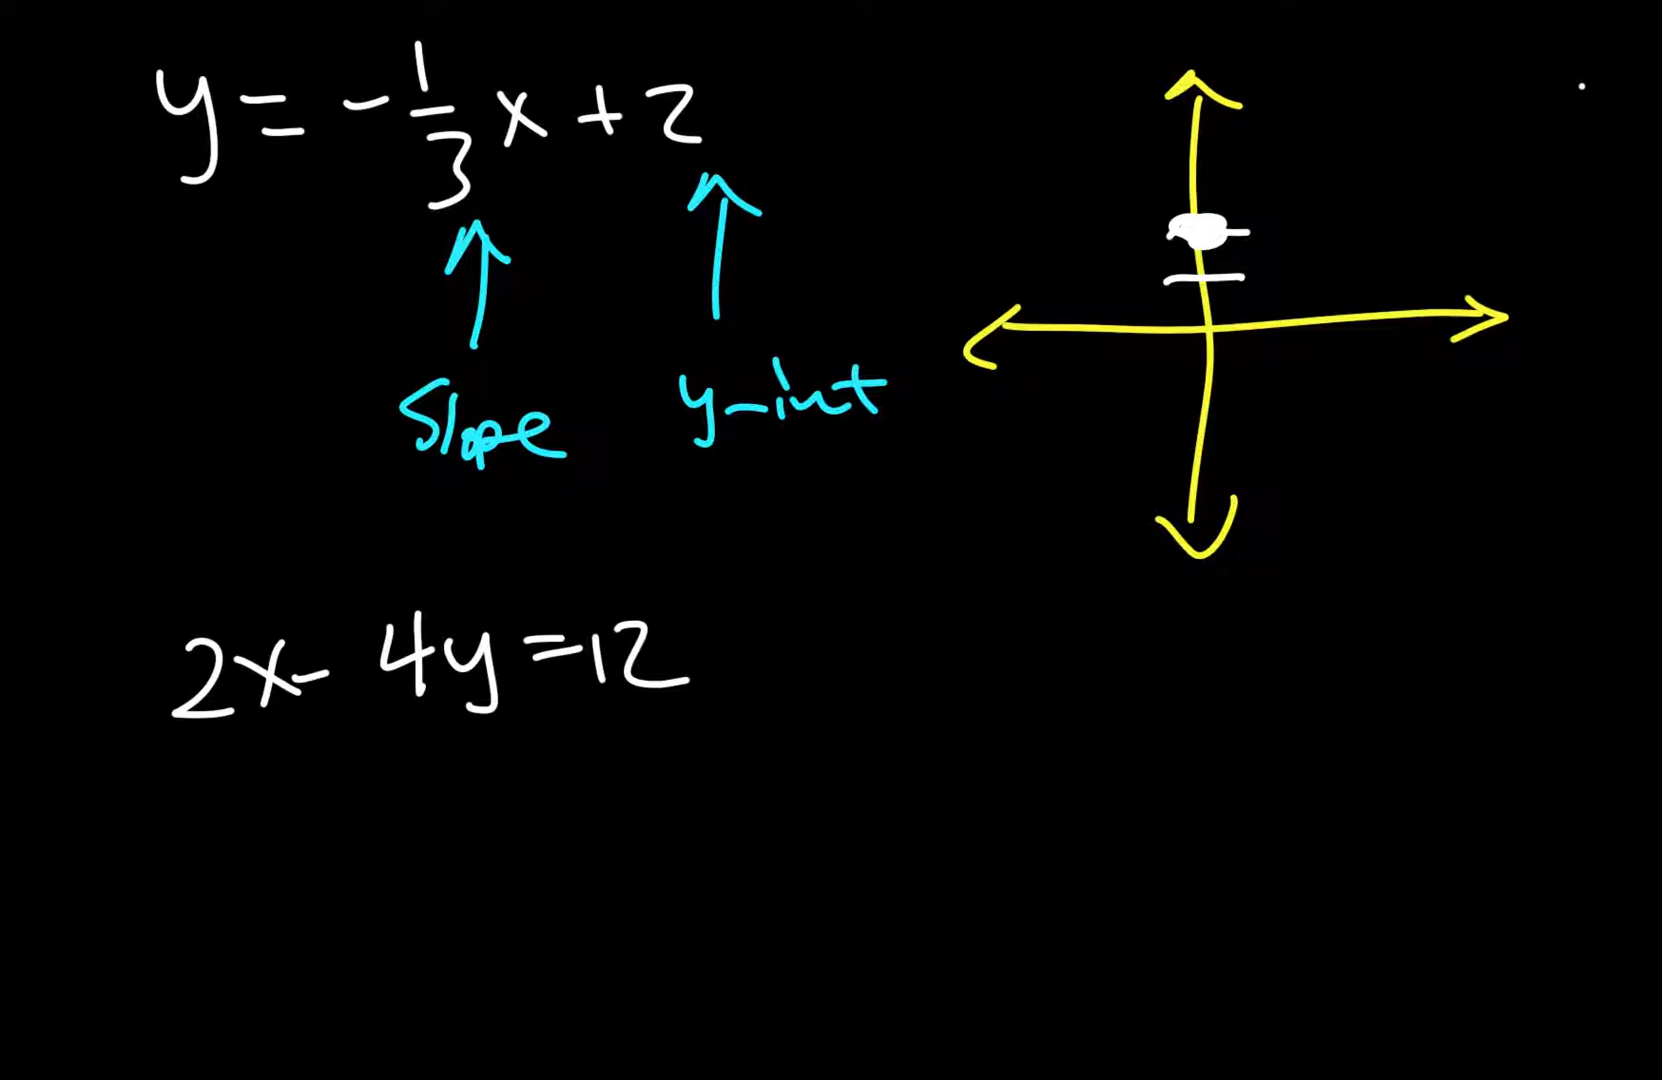 y = -1/3 x + 2
Slope
y-int
2x - 4y = 12